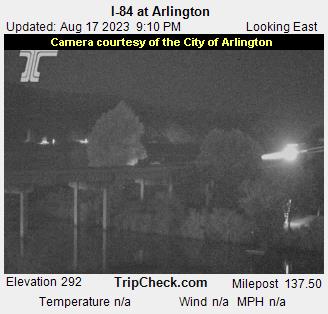 I-84 at Arlington
Updated: Aug 17 2023 9:10 PM Looking East
Camera courtesy of the City of Arlington
Elevation 292 TripCheck.com Milepost 137.50
Temperature n/a Wind n/a MPH n/a